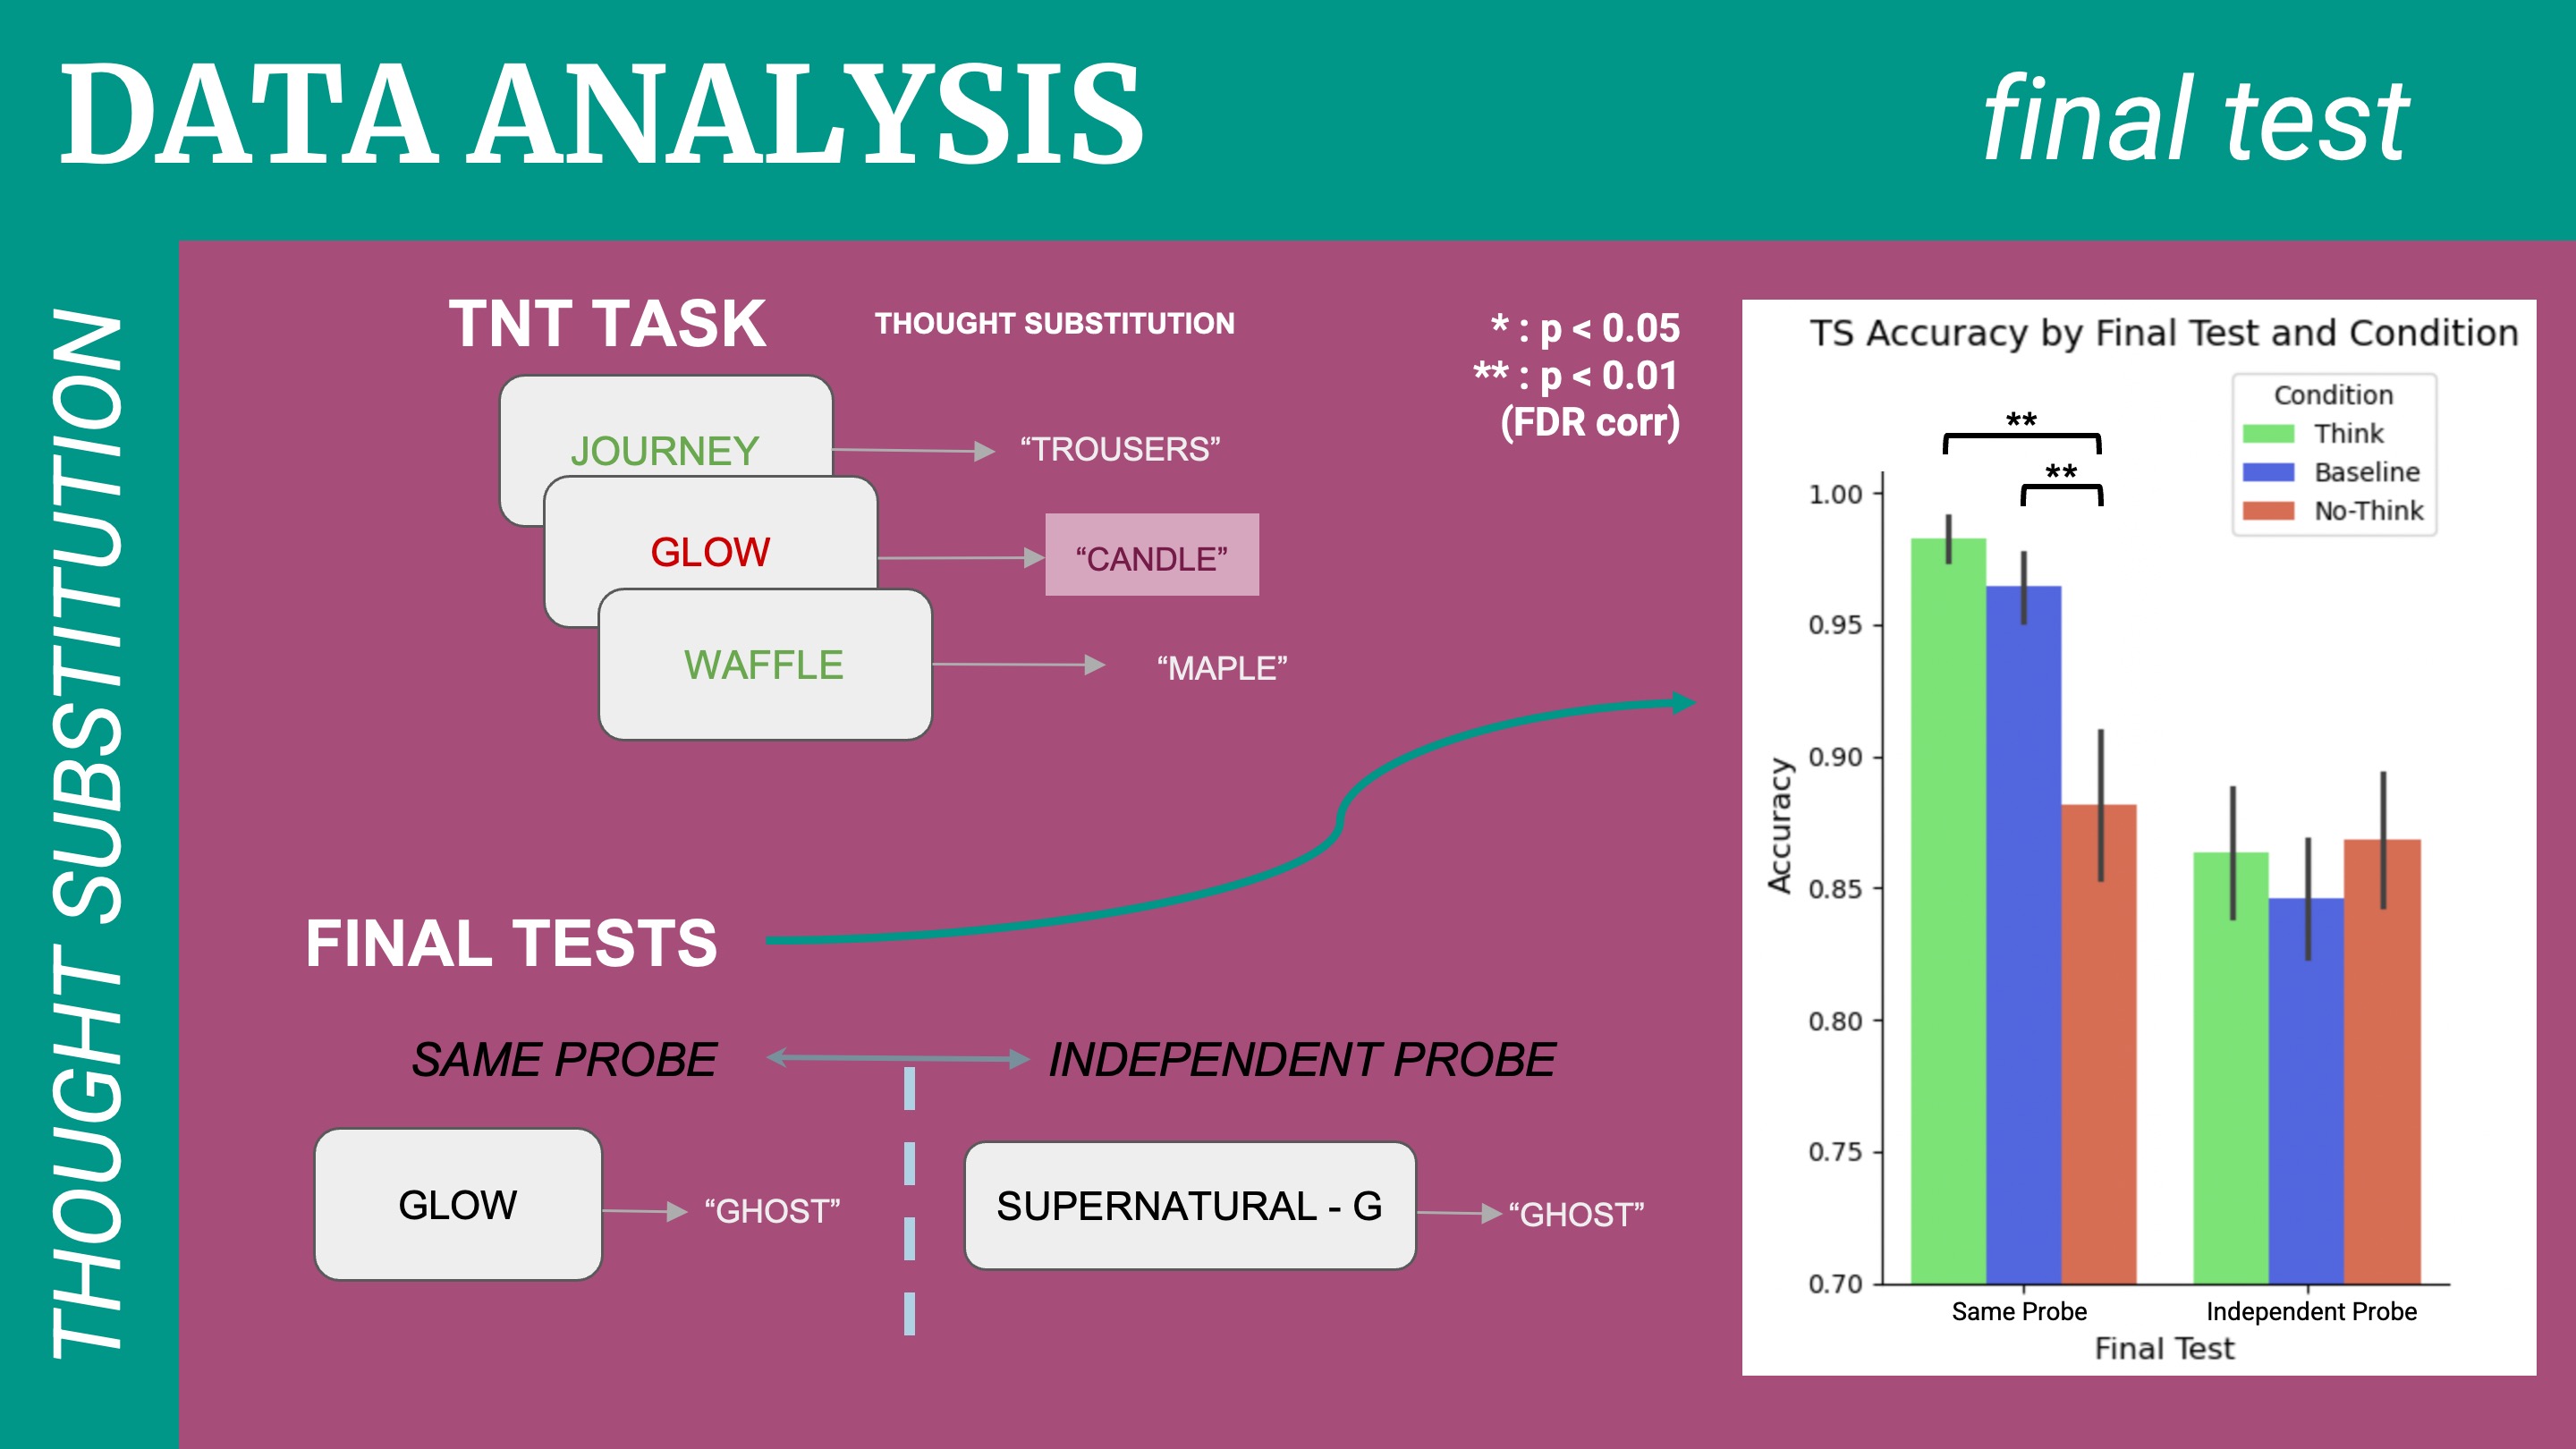 DATA ANALYSIS
final test
THOUGHT SUBSTITUTION
TNT TASK
THOUGHT SUBSTITUTION
JOURNEY
“TROUSERS”
GLOW
“CANDLE”
WAFFLE
“MAPLE”
* : p < 0.05
** : p < 0.01
(FDR corr)
FINAL TESTS
SAME PROBE
INDEPENDENT PROBE
GLOW
“GHOST”
SUPERNATURAL - G
“GHOST”
TS Accuracy by Final Test and Condition
Condition
Think
Baseline
No-Think
**
**
Accuracy
1.00
0.95
0.90
0.85
0.80
0.75
0.70
Same Probe
Independent Probe
Final Test